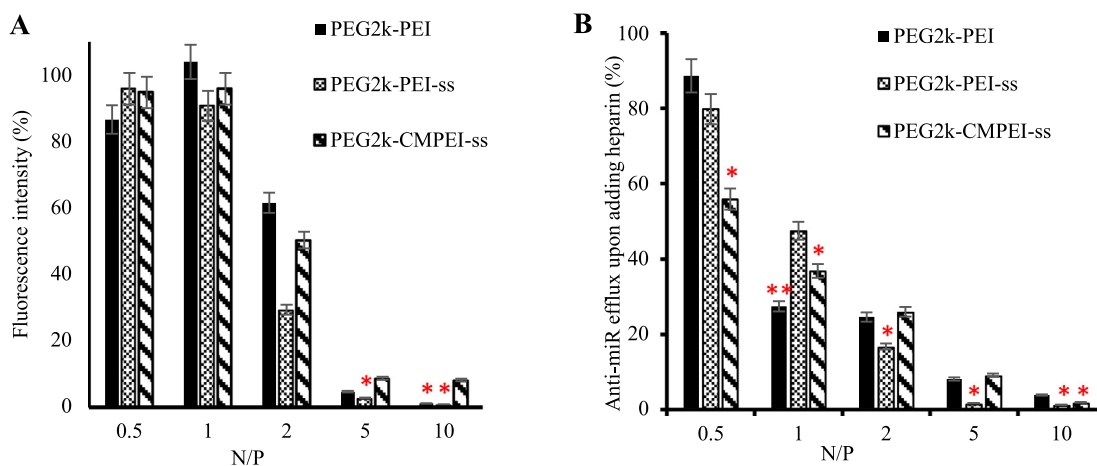 A
PEG2k-PEI
PEG2k-PEI-ss
PEG2k-CMPEI-ss
Fluorescence intensity (%)
100
80
60
40
20
0
*
* *
0.5 1 2 5 10
N/P
B
PEG2k-PEI
PEG2k-PEI-ss
PEG2k-CMPEI-ss
Anti-miR efflux upon adding heparin (%)
100
80
60
40
20
0
*
**
*
*
*
* *
0.5 1 2 5 10
N/P